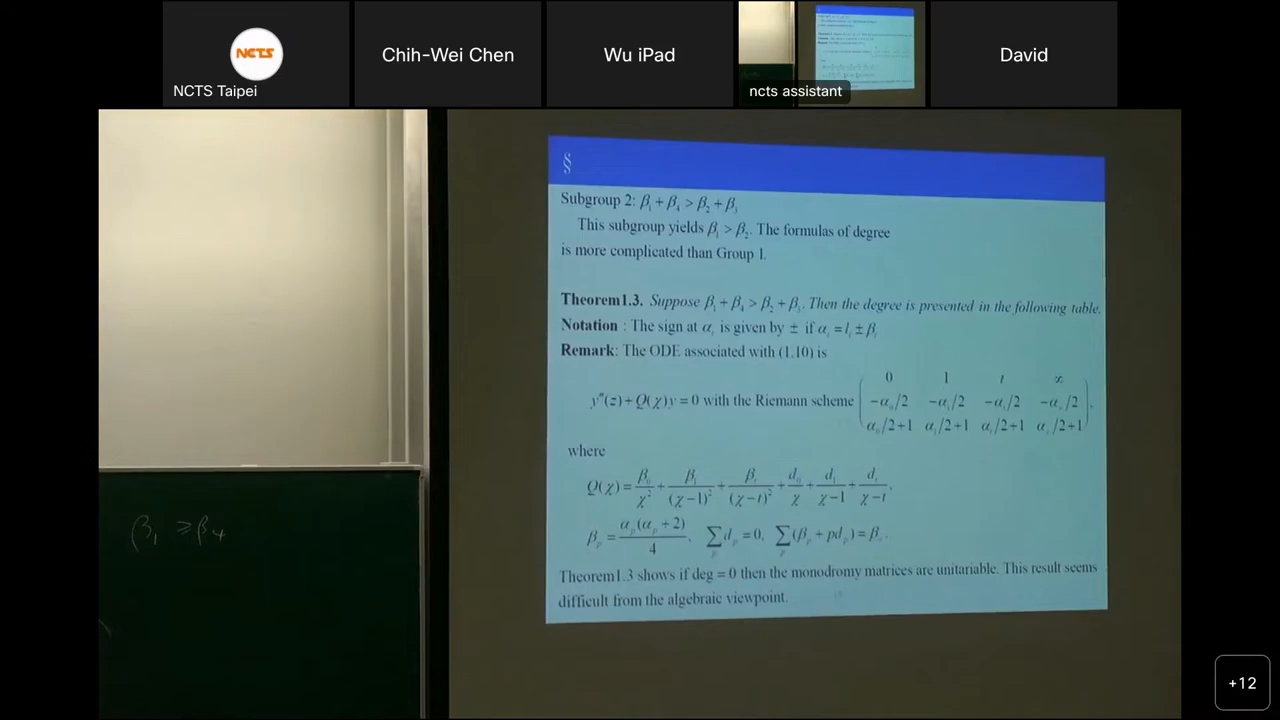 NCTS
NCTS Taipei
Chih-Wei Chen
Wu iPad
ncts assistant
David
§
Subgroup 2: β₁ + β₄ > β₂ + β₃
This subgroup yields β₁ > β₂. The formulas of degree
is more complicated than Group 1.
Theorem1.3. Suppose β₁ + β₄ > β₂ + β₃. Then the degree is presented in the following table.
Notation : The sign at αᵢ is given by ± if αᵢ = lᵢ ± βᵢ
Remark: The ODE associated with (1.10) is
y″(z) + Q(χ)y = 0 with the Riemann scheme
0 1 t ∞
−α₀/2 −α₁/2 −αₜ/2 −α∞/2
α₀/2+1 α₁/2+1 αₜ/2+1 α∞/2+1
where
Q(χ) = β₀/χ² + β₁/(χ−1)² + βₜ/(χ−t)² + d₀/χ + d₁/(χ−1) + dₜ/(χ−t),
βₚ = αₚ(αₚ+2)/4, ∑ₚ dₚ = 0, ∑ₚ (βₚ + pdₚ) = β∞.
Theorem1.3 shows if deg = 0 then the monodromy matrices are unitariable. This result seems
difficult from the algebraic viewpoint.
β₁ ≥ β₄
+12